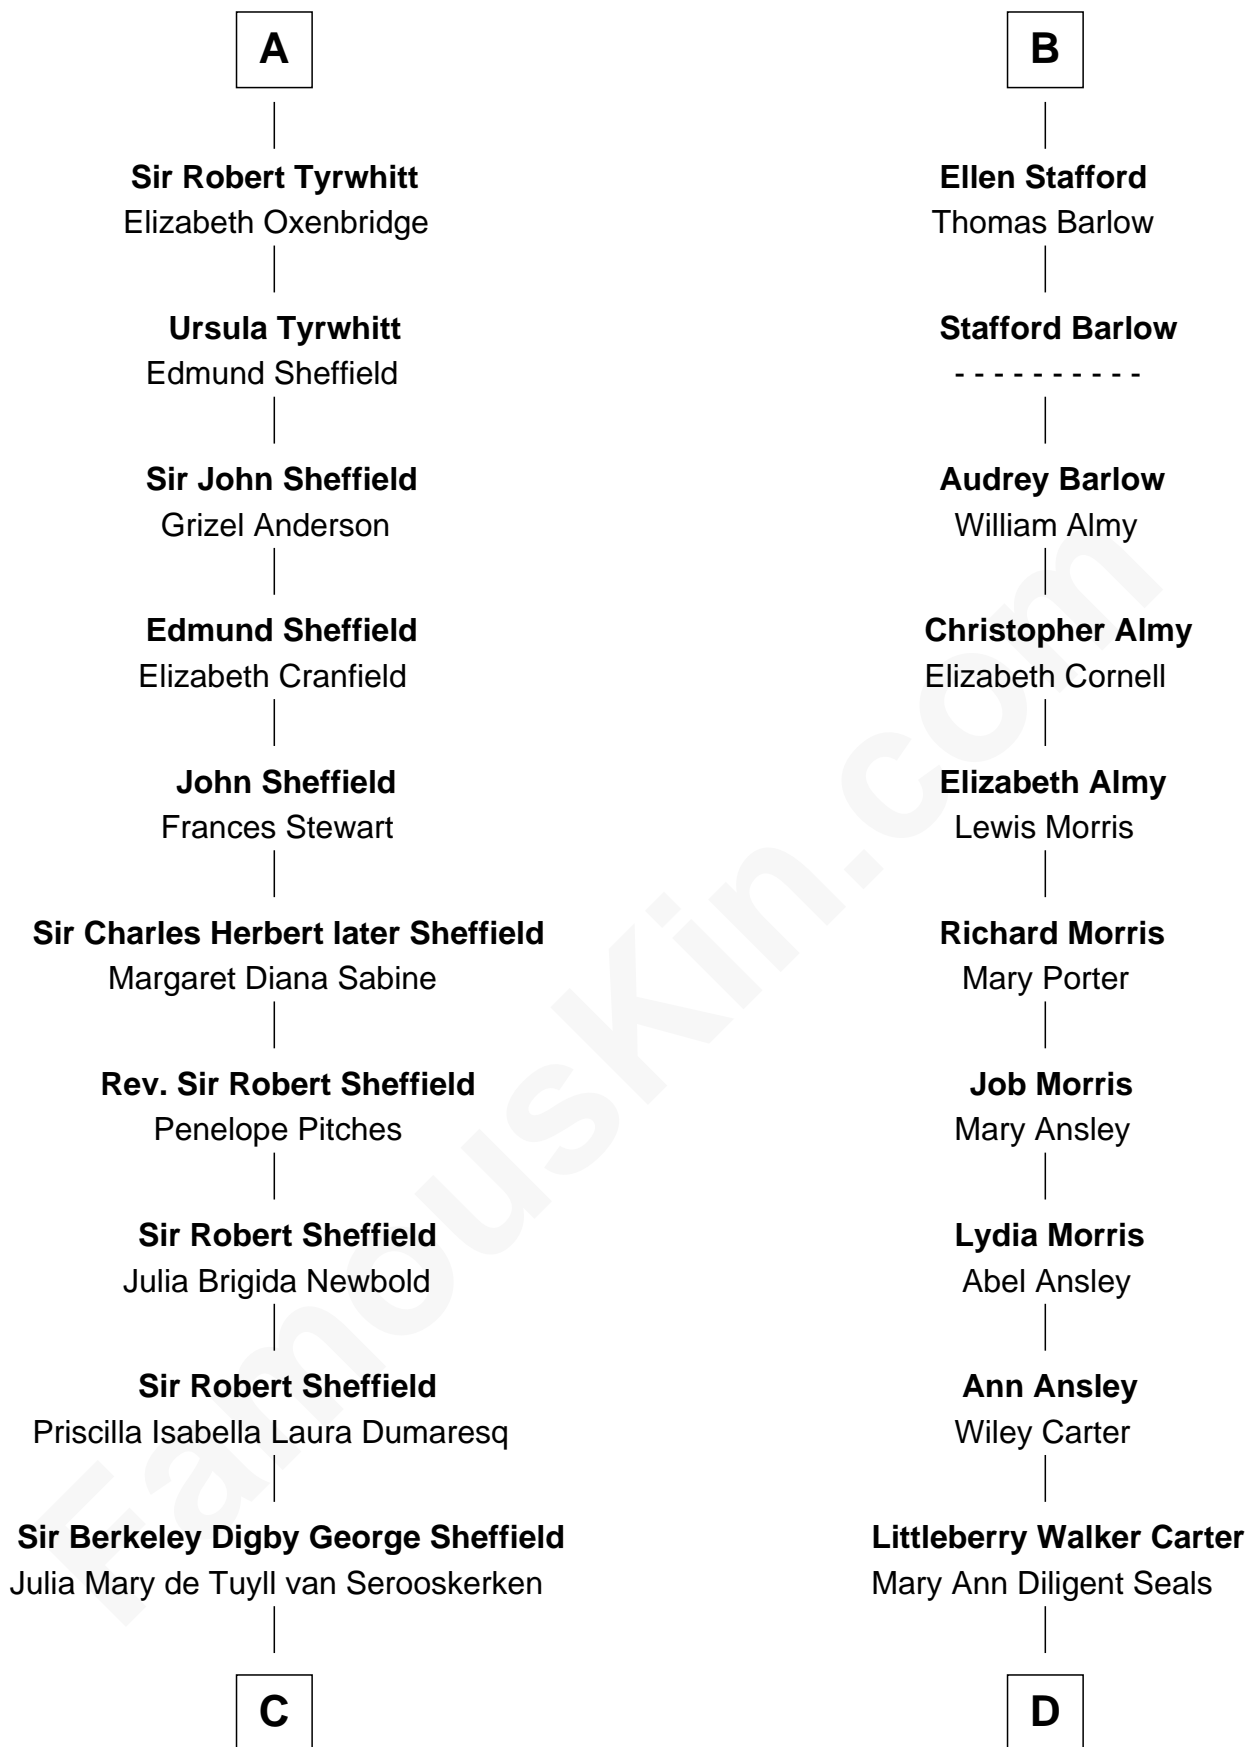 A
Sir Robert Tyrwhitt
Elizabeth Oxenbridge
Ursula Tyrwhitt
Edmund Sheffield
Sir John Sheffield
Grizel Anderson
Edmund Sheffield
Elizabeth Cranfield
John Sheffield
Frances Stewart
Sir Charles Herbert later Sheffield
Margaret Diana Sabine
Rev. Sir Robert Sheffield
Penelope Pitches
Sir Robert Sheffield
Julia Brigida Newbold
Sir Robert Sheffield
Priscilla Isabella Laura Dumaresq
Sir Berkeley Digby George Sheffield
Julia Mary de Tuyll van Serooskerken
C
B
Ellen Stafford
Thomas Barlow
Stafford Barlow
- - - - - - - - - -
Audrey Barlow
William Almy
Christopher Almy
Elizabeth Cornell
Elizabeth Almy
Lewis Morris
Richard Morris
Mary Porter
Job Morris
Mary Ansley
Lydia Morris
Abel Ansley
Ann Ansley
Wiley Carter
Littleberry Walker Carter
Mary Ann Diligent Seals
D
FamousKin.com